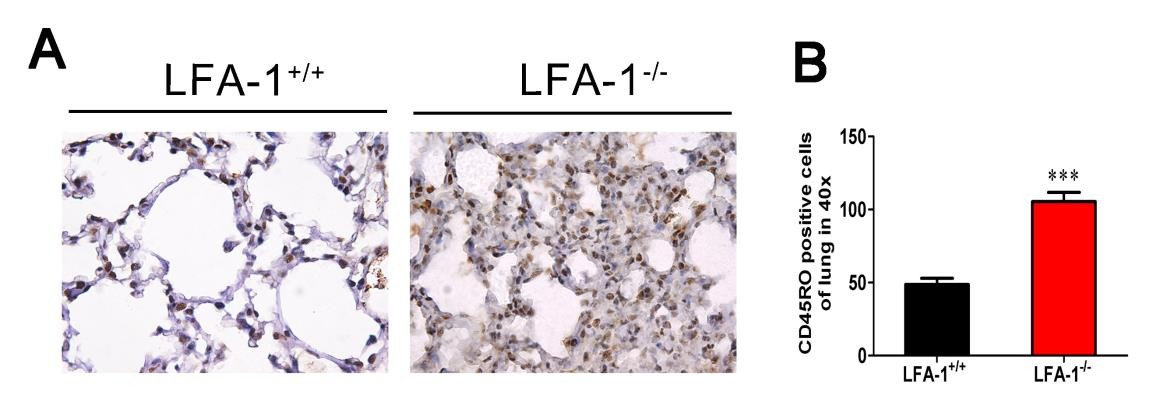 A
LFA-1+/+
LFA-1-/-
B
CD45RO positive cells
of lung in 40x
150
100
50
0
***
LFA-1+/+
LFA-1-/-